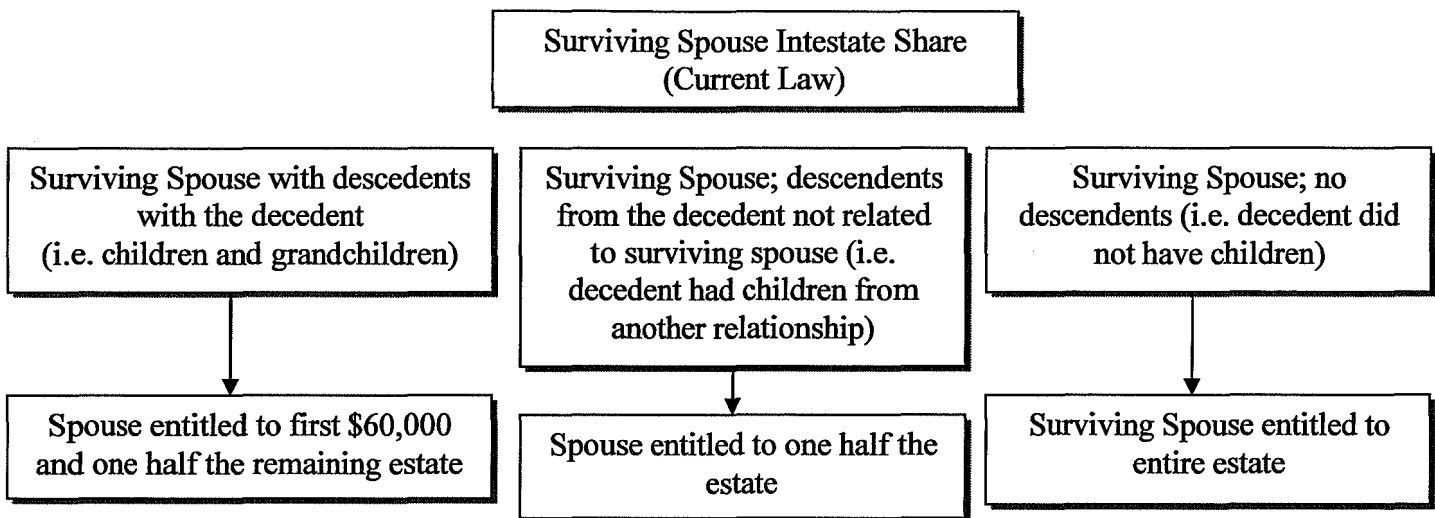 Surviving Spouse Intestate Share
(Current Law)
Surviving Spouse with descedents
with the decedent
(i.e. children and grandchildren)
Surviving Spouse; descendents
from the decedent not related
to surviving spouse (i.e.
decedent had children from
another relationship)
Surviving Spouse; no
descendents (i.e. decedent did
not have children)
Spouse entitled to first $60,000
and one half the remaining estate
Spouse entitled to one half the
estate
Surviving Spouse entitled to
entire estate